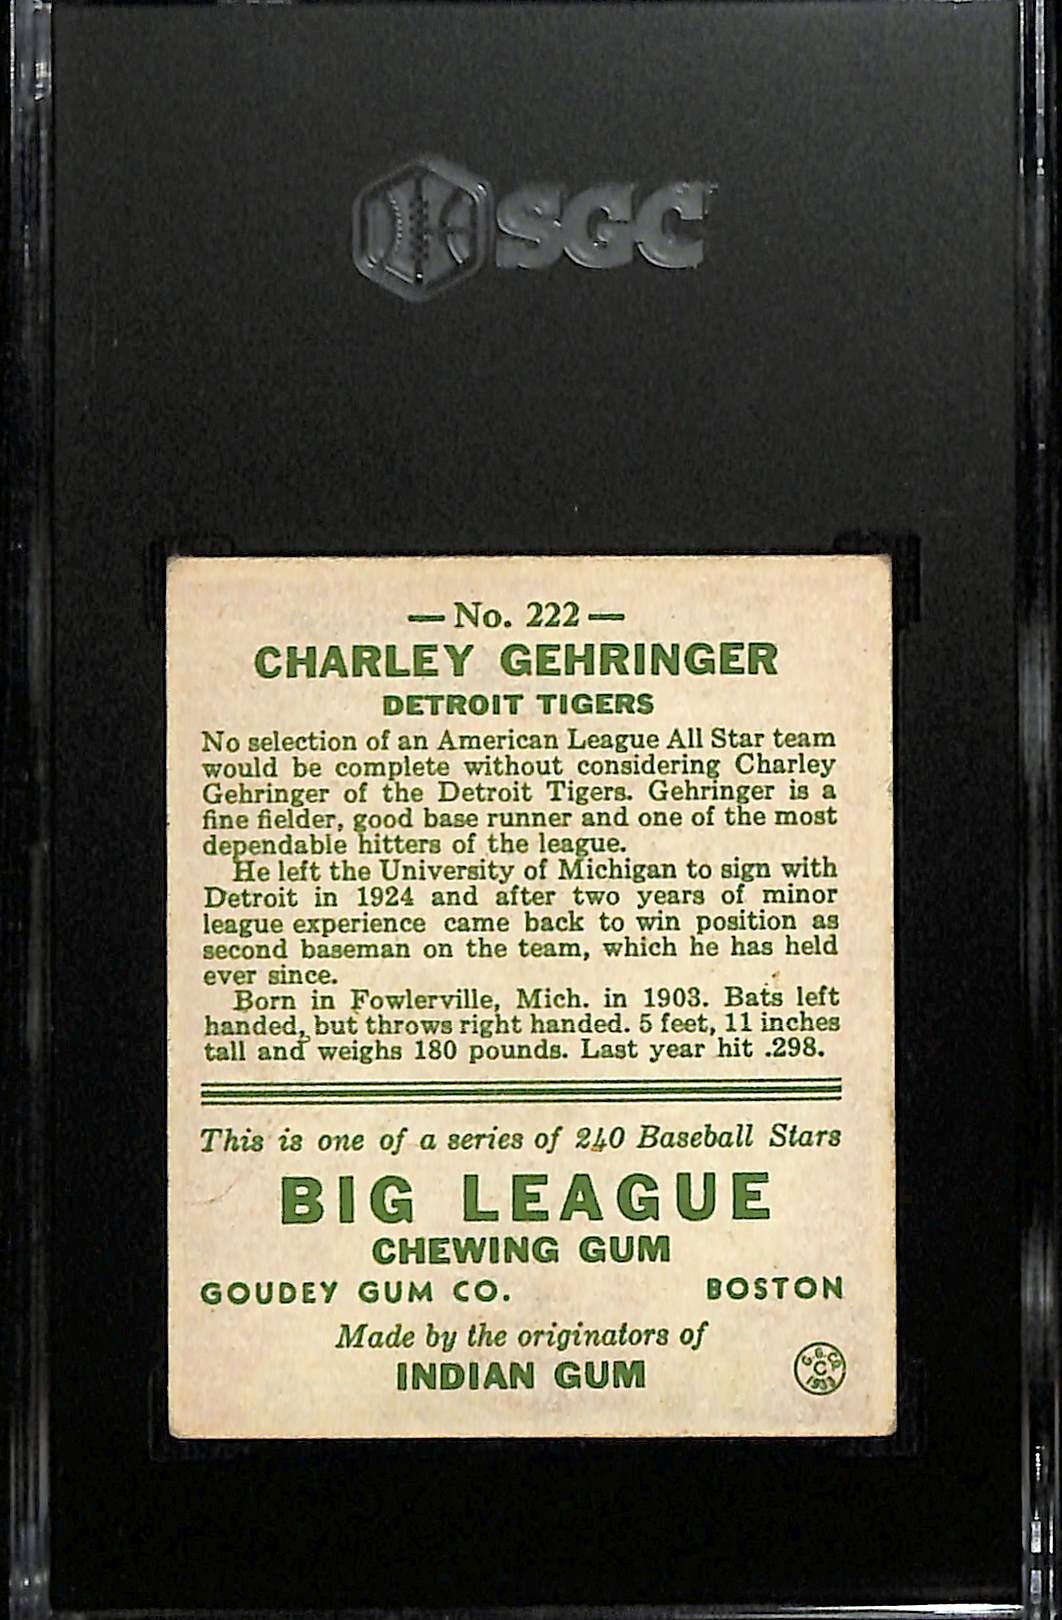 SGC
— No. 222 —
CHARLEY GEHRINGER
DETROIT TIGERS
No selection of an American League All Star team
would be complete without considering Charley
Gehringer of the Detroit Tigers. Gehringer is a
fine fielder, good base runner and one of the most
dependable hitters of the league.
He left the University of Michigan to sign with
Detroit in 1924 and after two years of minor
league experience came back to win position as
second baseman on the team, which he has held
ever since.
Born in Fowlerville, Mich. in 1903. Bats left
handed, but throws right handed. 5 feet, 11 inches
tall and weighs 180 pounds. Last year hit .298.
This is one of a series of 240 Baseball Stars
BIG LEAGUE
CHEWING GUM
GOUDEY GUM CO. BOSTON
Made by the originators of
INDIAN GUM
G. G. CO.
C
1933